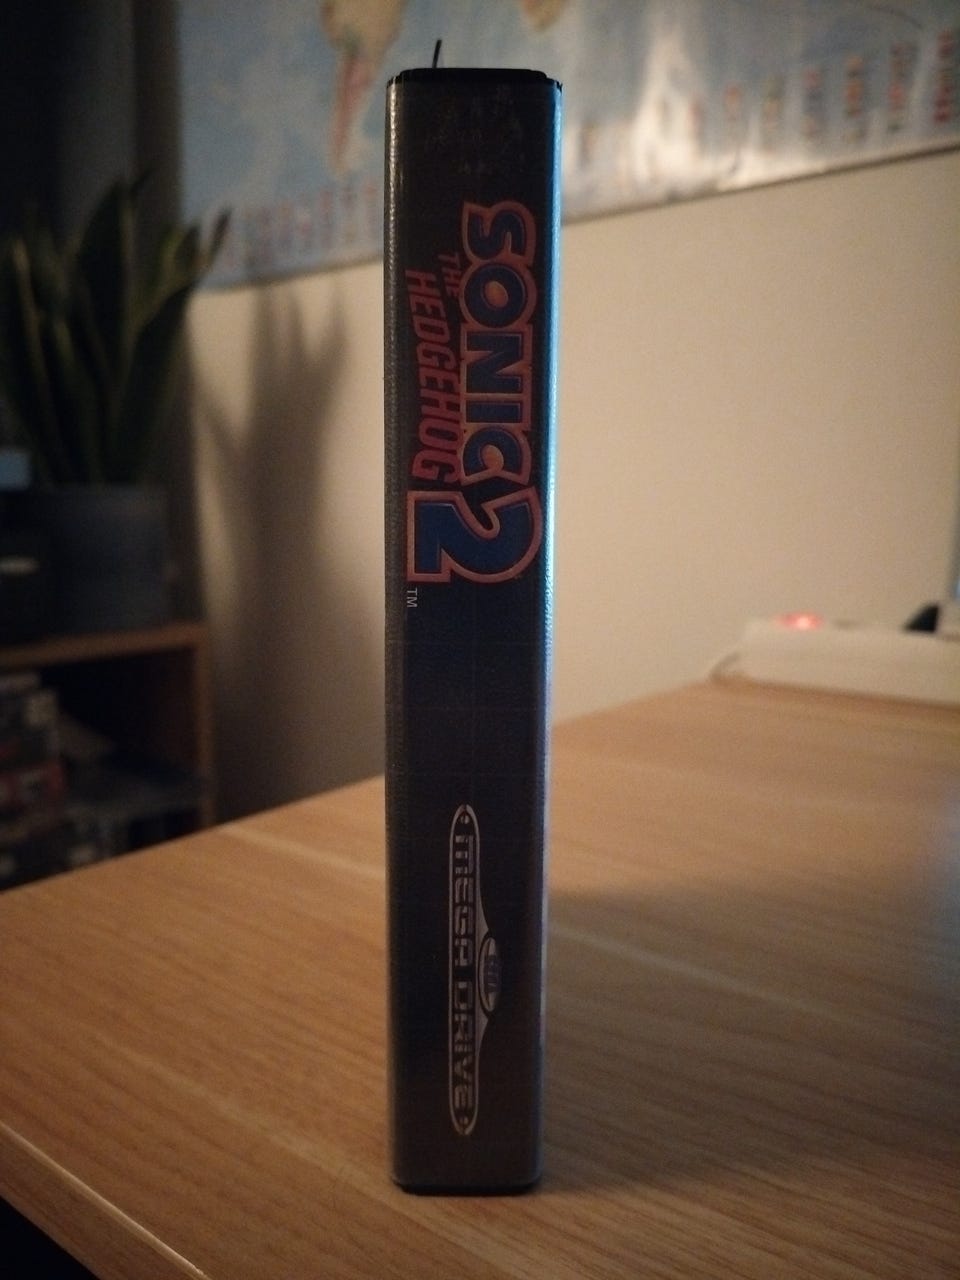 SONIC
THE
HEDGEHOG
2
TM
MEGA DRIVE